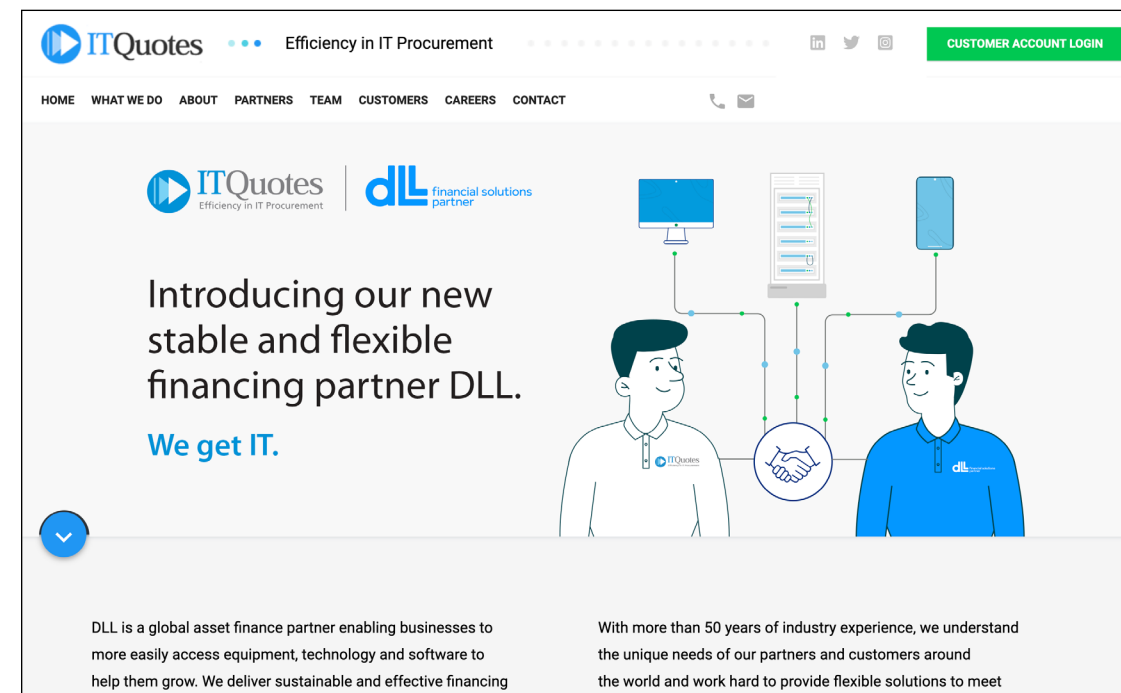 ITQuotes
Efficiency in IT Procurement
CUSTOMER ACCOUNT LOGIN
HOME WHAT WE DO ABOUT PARTNERS TEAM CUSTOMERS CAREERS CONTACT
ITQuotes
Efficiency in IT Procurement
dLL financial solutions
partner
Introducing our new
stable and flexible
financing partner DLL.
We get IT.
ITQuotes
dLL
DLL is a global asset finance partner enabling businesses to
more easily access equipment, technology and software to
help them grow. We deliver sustainable and effective financing
With more than 50 years of industry experience, we understand
the unique needs of our partners and customers around
the world and work hard to provide flexible solutions to meet